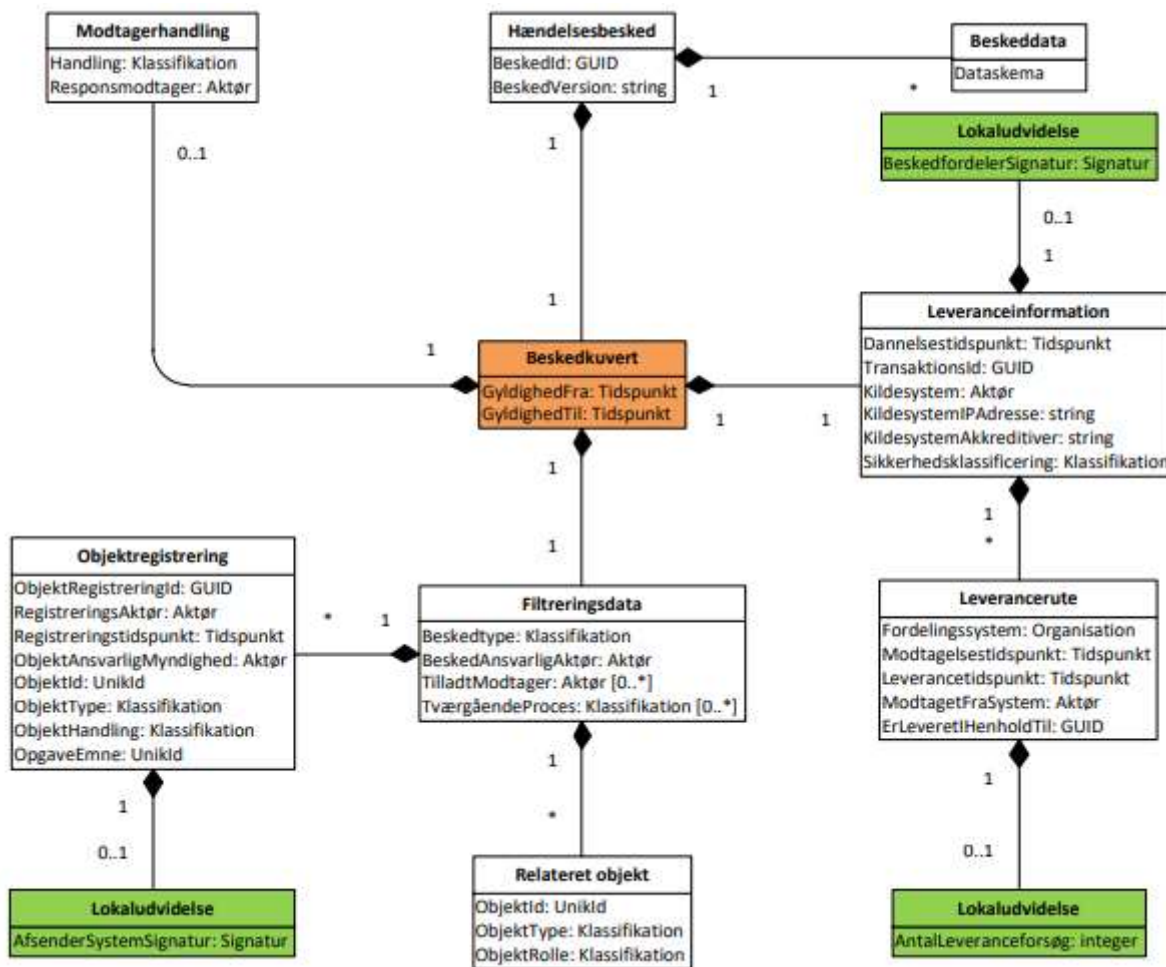 Modtagerhandling
Handling: Klassifikation
Responsmodtager: Aktør
0..1
1
Hændelsesbesked
BeskedId: GUID
BeskedVersion: string
1
*
1
1
Beskeddata
Dataskema
Lokaludvidelse
BeskedfordelerSignatur: Signatur
0..1
1
Beskedkuvert
GyldighedFra: Tidspunkt
GyldighedTil: Tidspunkt
1
1
1
1
Leveranceinformation
Dannelsestidspunkt: Tidspunkt
TransaktionsId: GUID
Kildesystem: Aktør
KildesystemIPAdresse: string
KildesystemAkkreditiver: string
Sikkerhedsklassificering: Klassifikation
1
*
Objektregistrering
ObjektRegistreringId: GUID
RegistreringsAktør: Aktør
Registreringstidspunkt: Tidspunkt
ObjektAnsvarligMyndighed: Aktør
ObjektId: UnikId
ObjektType: Klassifikation
ObjektHandling: Klassifikation
OpgaveEmne: UnikId
*
1
Filtreringsdata
Beskedtype: Klassifikation
BeskedAnsvarligAktør: Aktør
TilladtModtager: Aktør [0..*]
TværgåendeProces: Klassifikation [0..*]
Leverancerute
Fordelingssystem: Organisation
Modtagelsestidspunkt: Tidspunkt
Leverancetidspunkt: Tidspunkt
ModtagetFraSystem: Aktør
ErLeveretIHenholdTil: GUID
1
0..1
1
*
1
0..1
Lokaludvidelse
AfsenderSystemSignatur: Signatur
Relateret objekt
ObjektId: UnikId
ObjektType: Klassifikation
ObjektRolle: Klassifikation
Lokaludvidelse
AntalLeveranceforsøg: integer